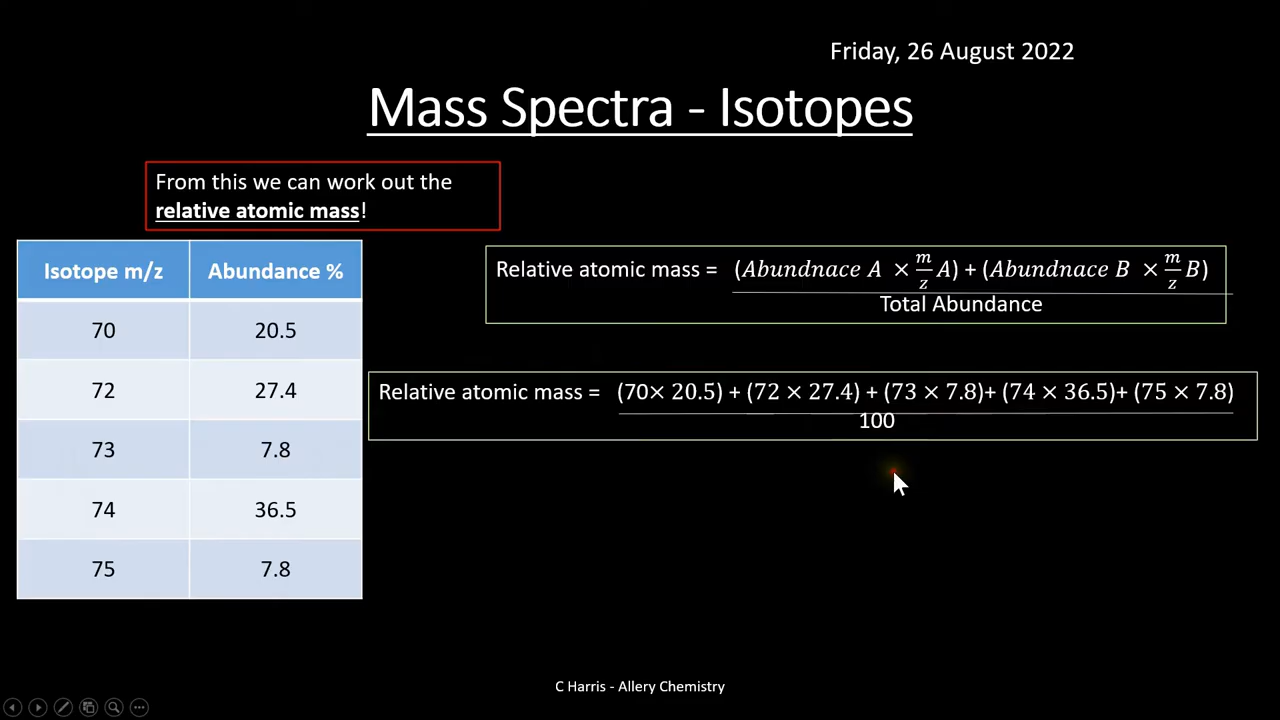 Friday, 26 August 2022
Mass Spectra - Isotopes
From this we can work out the
relative atomic mass!
Isotope m/z Abundance %
70 20.5
72 27.4
73 7.8
74 36.5
75 7.8
Relative atomic mass = (Abundnace A × m/z A) + (Abundnace B × m/z B)
Total Abundance
Relative atomic mass = (70× 20.5) + (72 × 27.4) + (73 × 7.8)+ (74 × 36.5)+ (75 × 7.8)
100
C Harris - Allery Chemistry